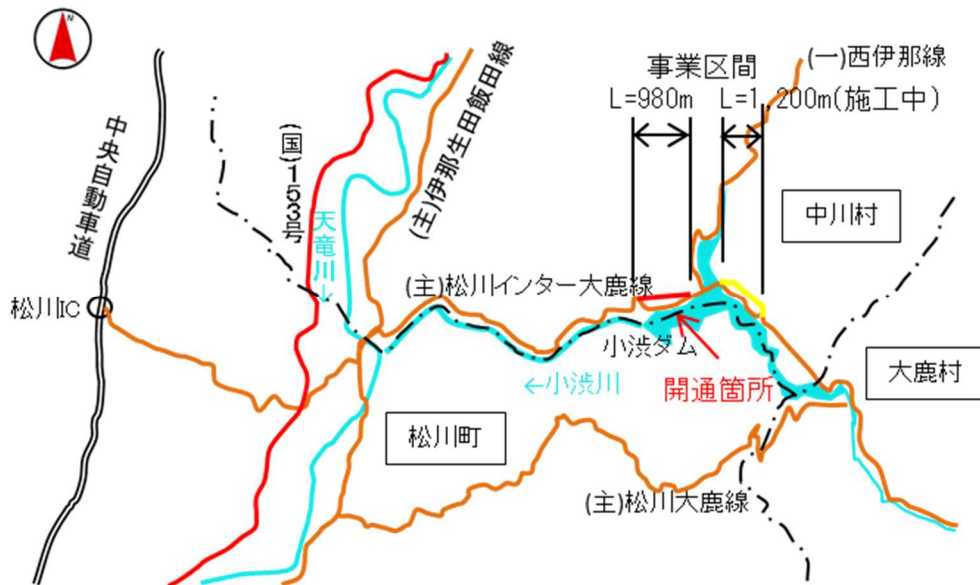 N
(一)西伊那線
事業区間
L=980m
L=1,200m(施工中)
中央自動車道
(国)153号
(主)伊那生田飯田線
天竜川↓
中川村
松川IC
(主)松川インター大鹿線
小渋ダム
←小渋川
開通箇所
大鹿村
松川町
(主)松川大鹿線